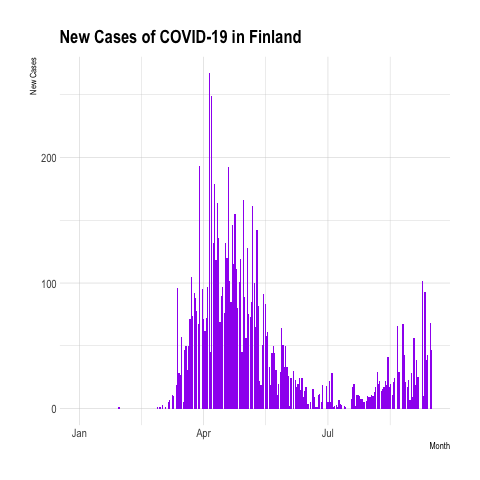 New Cases of COVID-19 in Finland
New Cases
200
100
0
Jan Apr Jul
Month